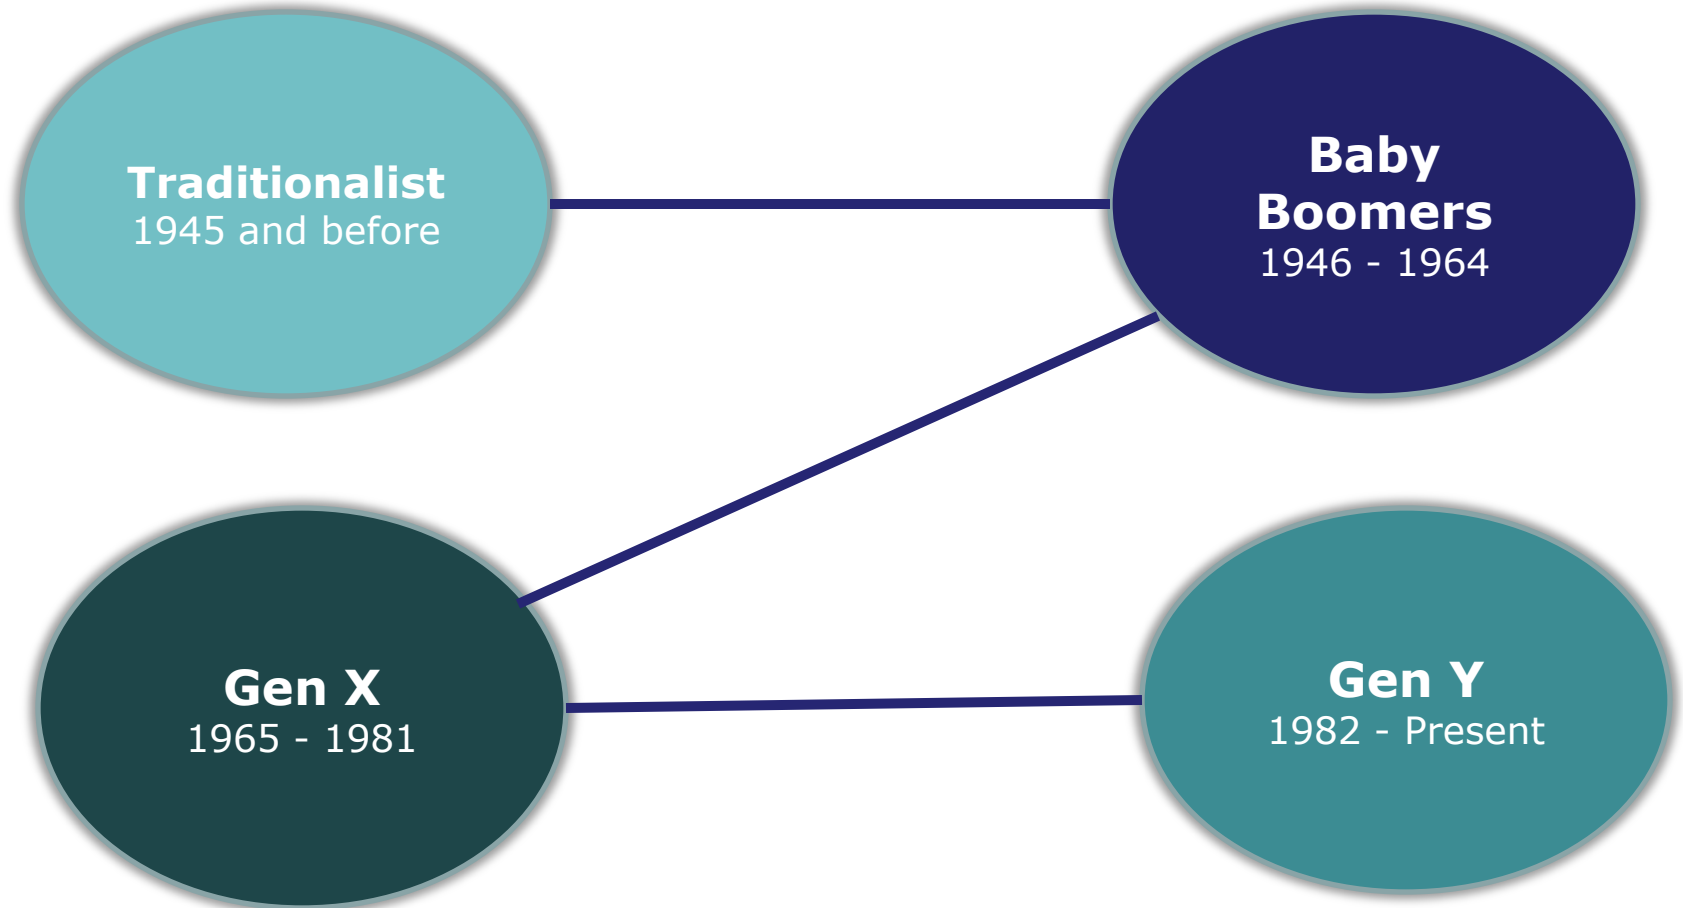 Traditionalist
1945 and before
Baby
Boomers
1946 - 1964
Gen X
1965 - 1981
Gen Y
1982 - Present